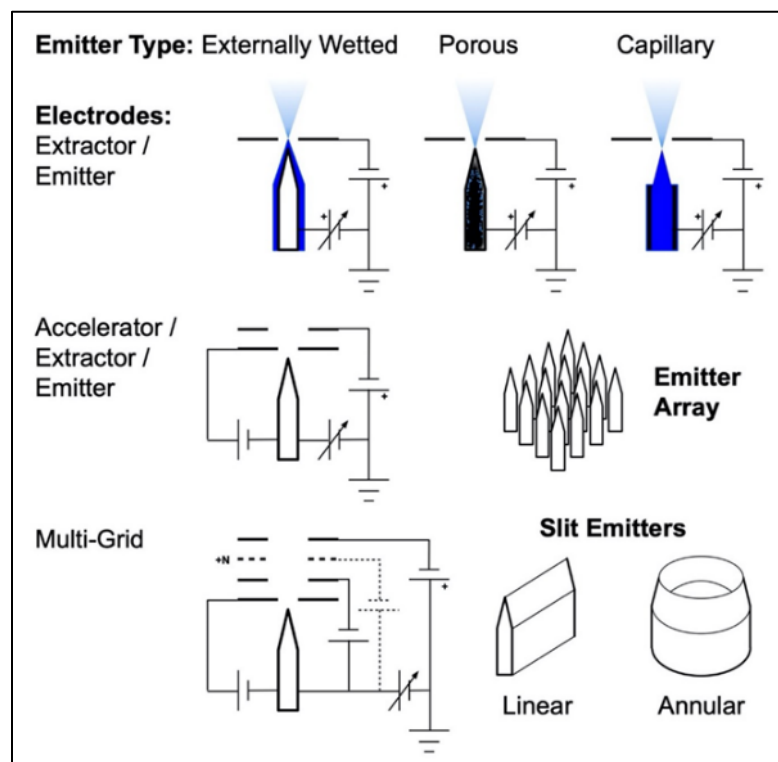 Emitter Type: Externally Wetted Porous Capillary
Electrodes:
Extractor /
Emitter
+ +
+ +
+ +
Accelerator /
Extractor /
Emitter
+
Emitter
Array
Multi-Grid
+N
+
Slit Emitters
Linear Annular